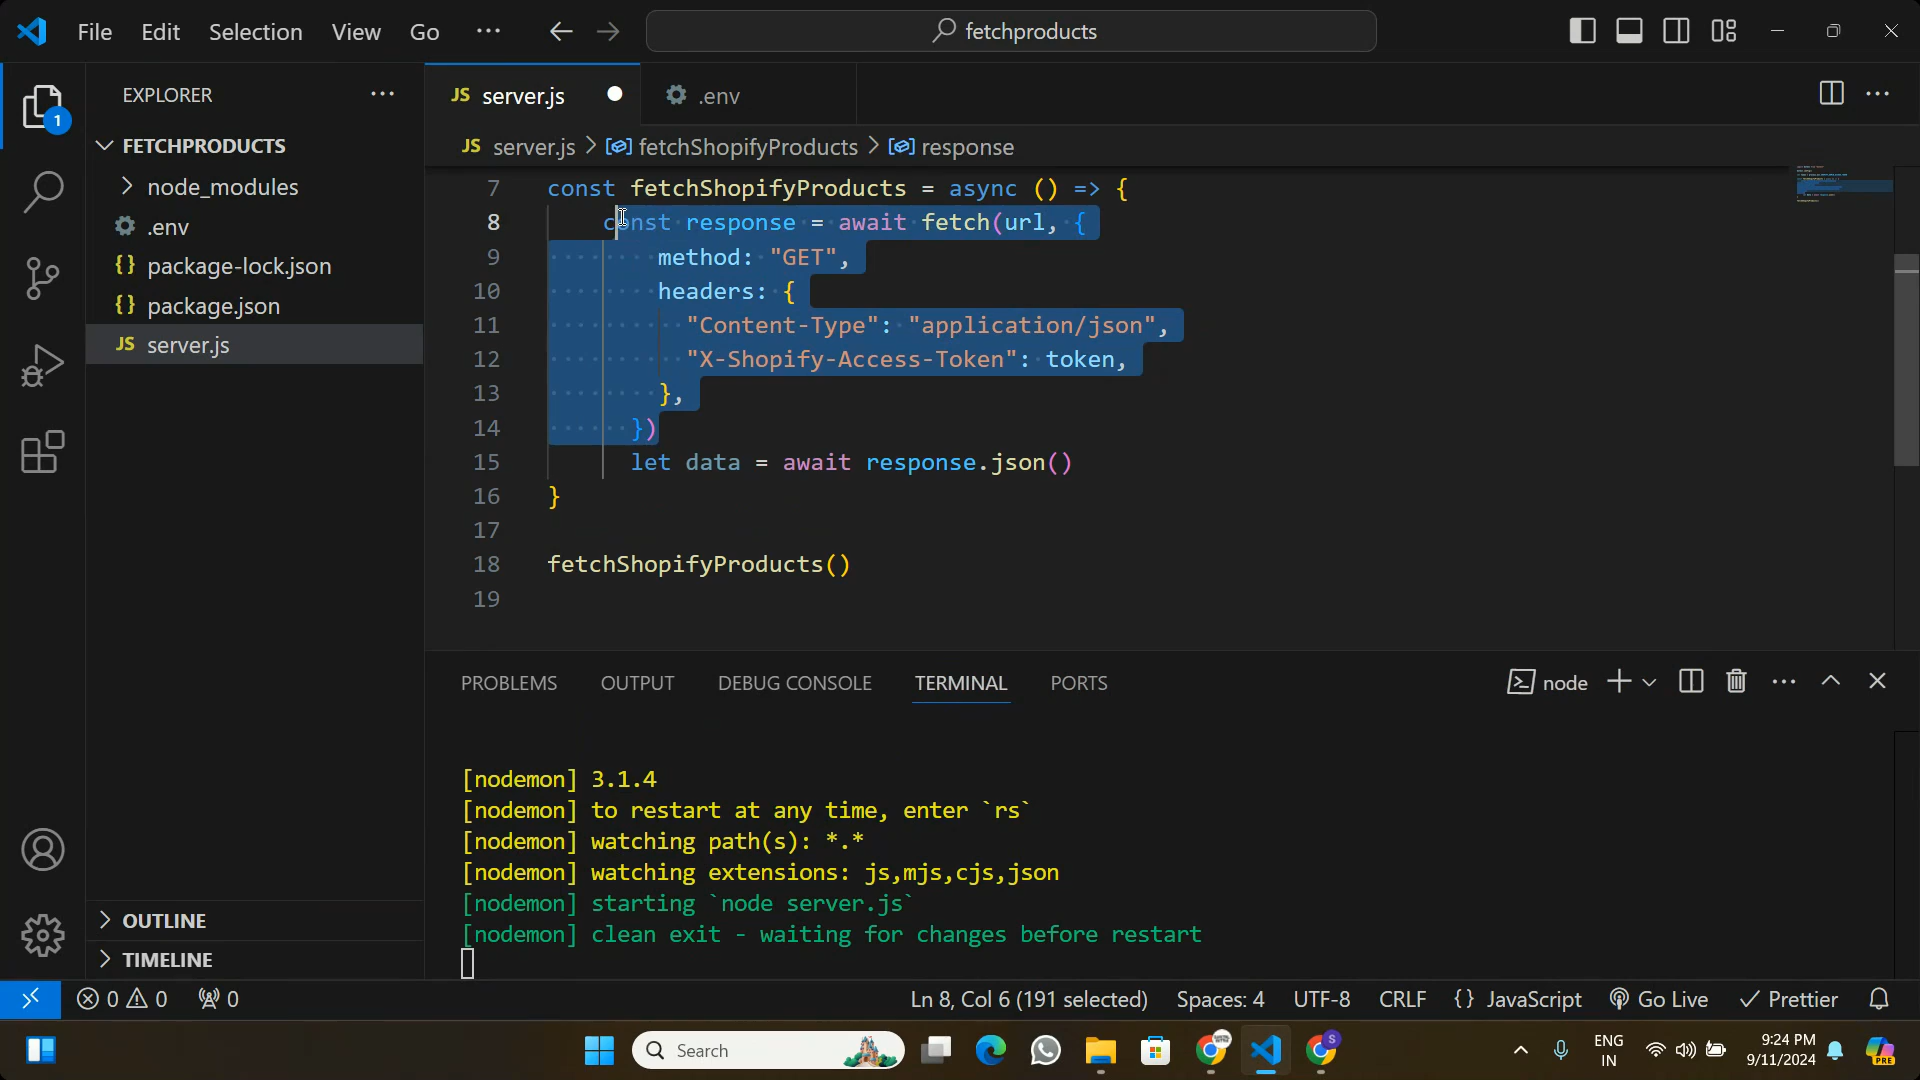 File Edit Selection View Go ··· fetchproducts
EXPLORER ···
JS server.js .env
FETCHPRODUCTS
JS server.js > fetchShopifyProducts > response
node_modules
.env
{} package-lock.json
{} package.json
JS server.js
7 const fetchShopifyProducts = async () => {
8 const response = await fetch(url, {
9 method: "GET",
10 headers: {
11 "Content-Type": "application/json",
12 "X-Shopify-Access-Token": token,
13 },
14 })
15 let data = await response.json()
16 }
17
18 fetchShopifyProducts()
19
PROBLEMS OUTPUT DEBUG CONSOLE TERMINAL PORTS node
[nodemon] 3.1.4
[nodemon] to restart at any time, enter `rs`
[nodemon] watching path(s): *.*
[nodemon] watching extensions: js,mjs,cjs,json
[nodemon] starting `node server.js`
[nodemon] clean exit - waiting for changes before restart
1
OUTLINE
TIMELINE
0 0 0 Ln 8, Col 6 (191 selected) Spaces: 4 UTF-8 CRLF {} JavaScript Go Live Prettier
Search
ENG
IN
9:24 PM
9/11/2024
S
PRE